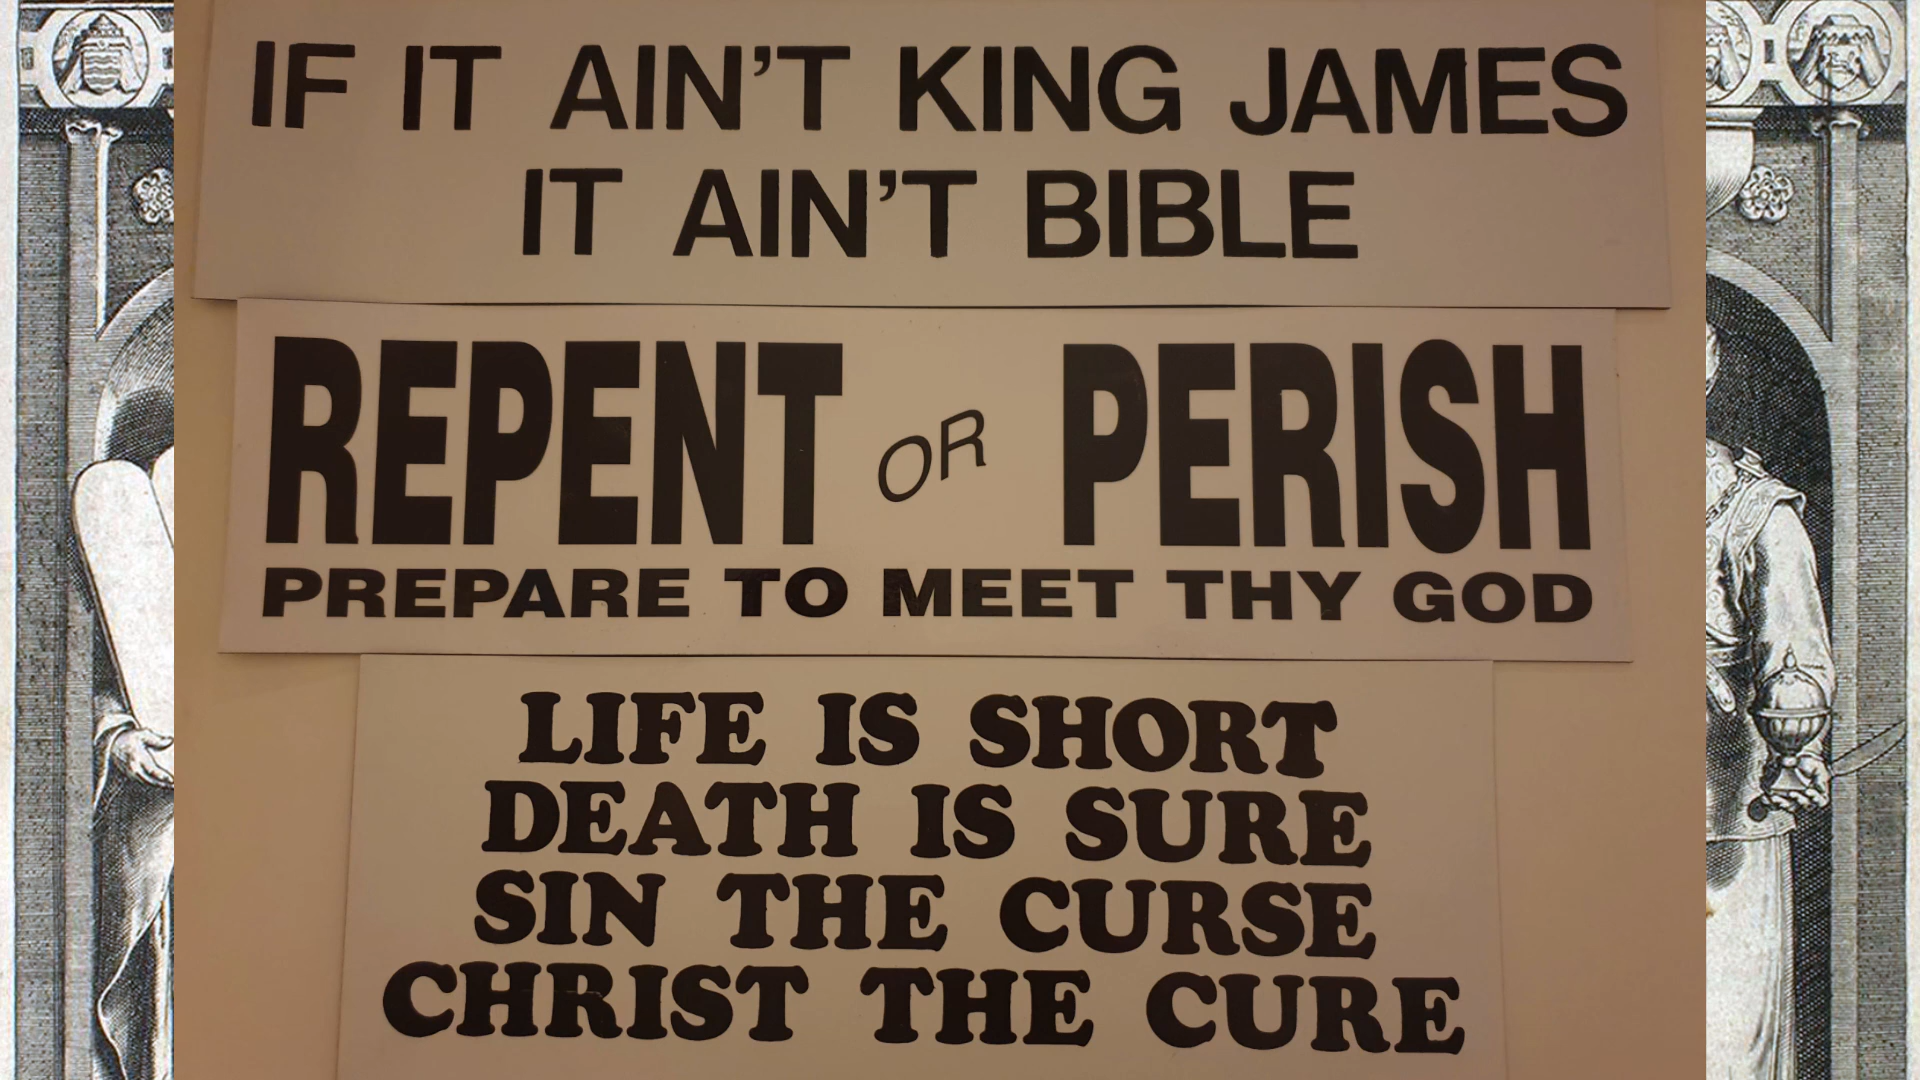 IF IT AIN'T KING JAMES
IT AIN'T BIBLE
REPENT OR PERISH
PREPARE TO MEET THY GOD
LIFE IS SHORT
DEATH IS SURE
SIN THE CURSE
CHRIST THE CURE